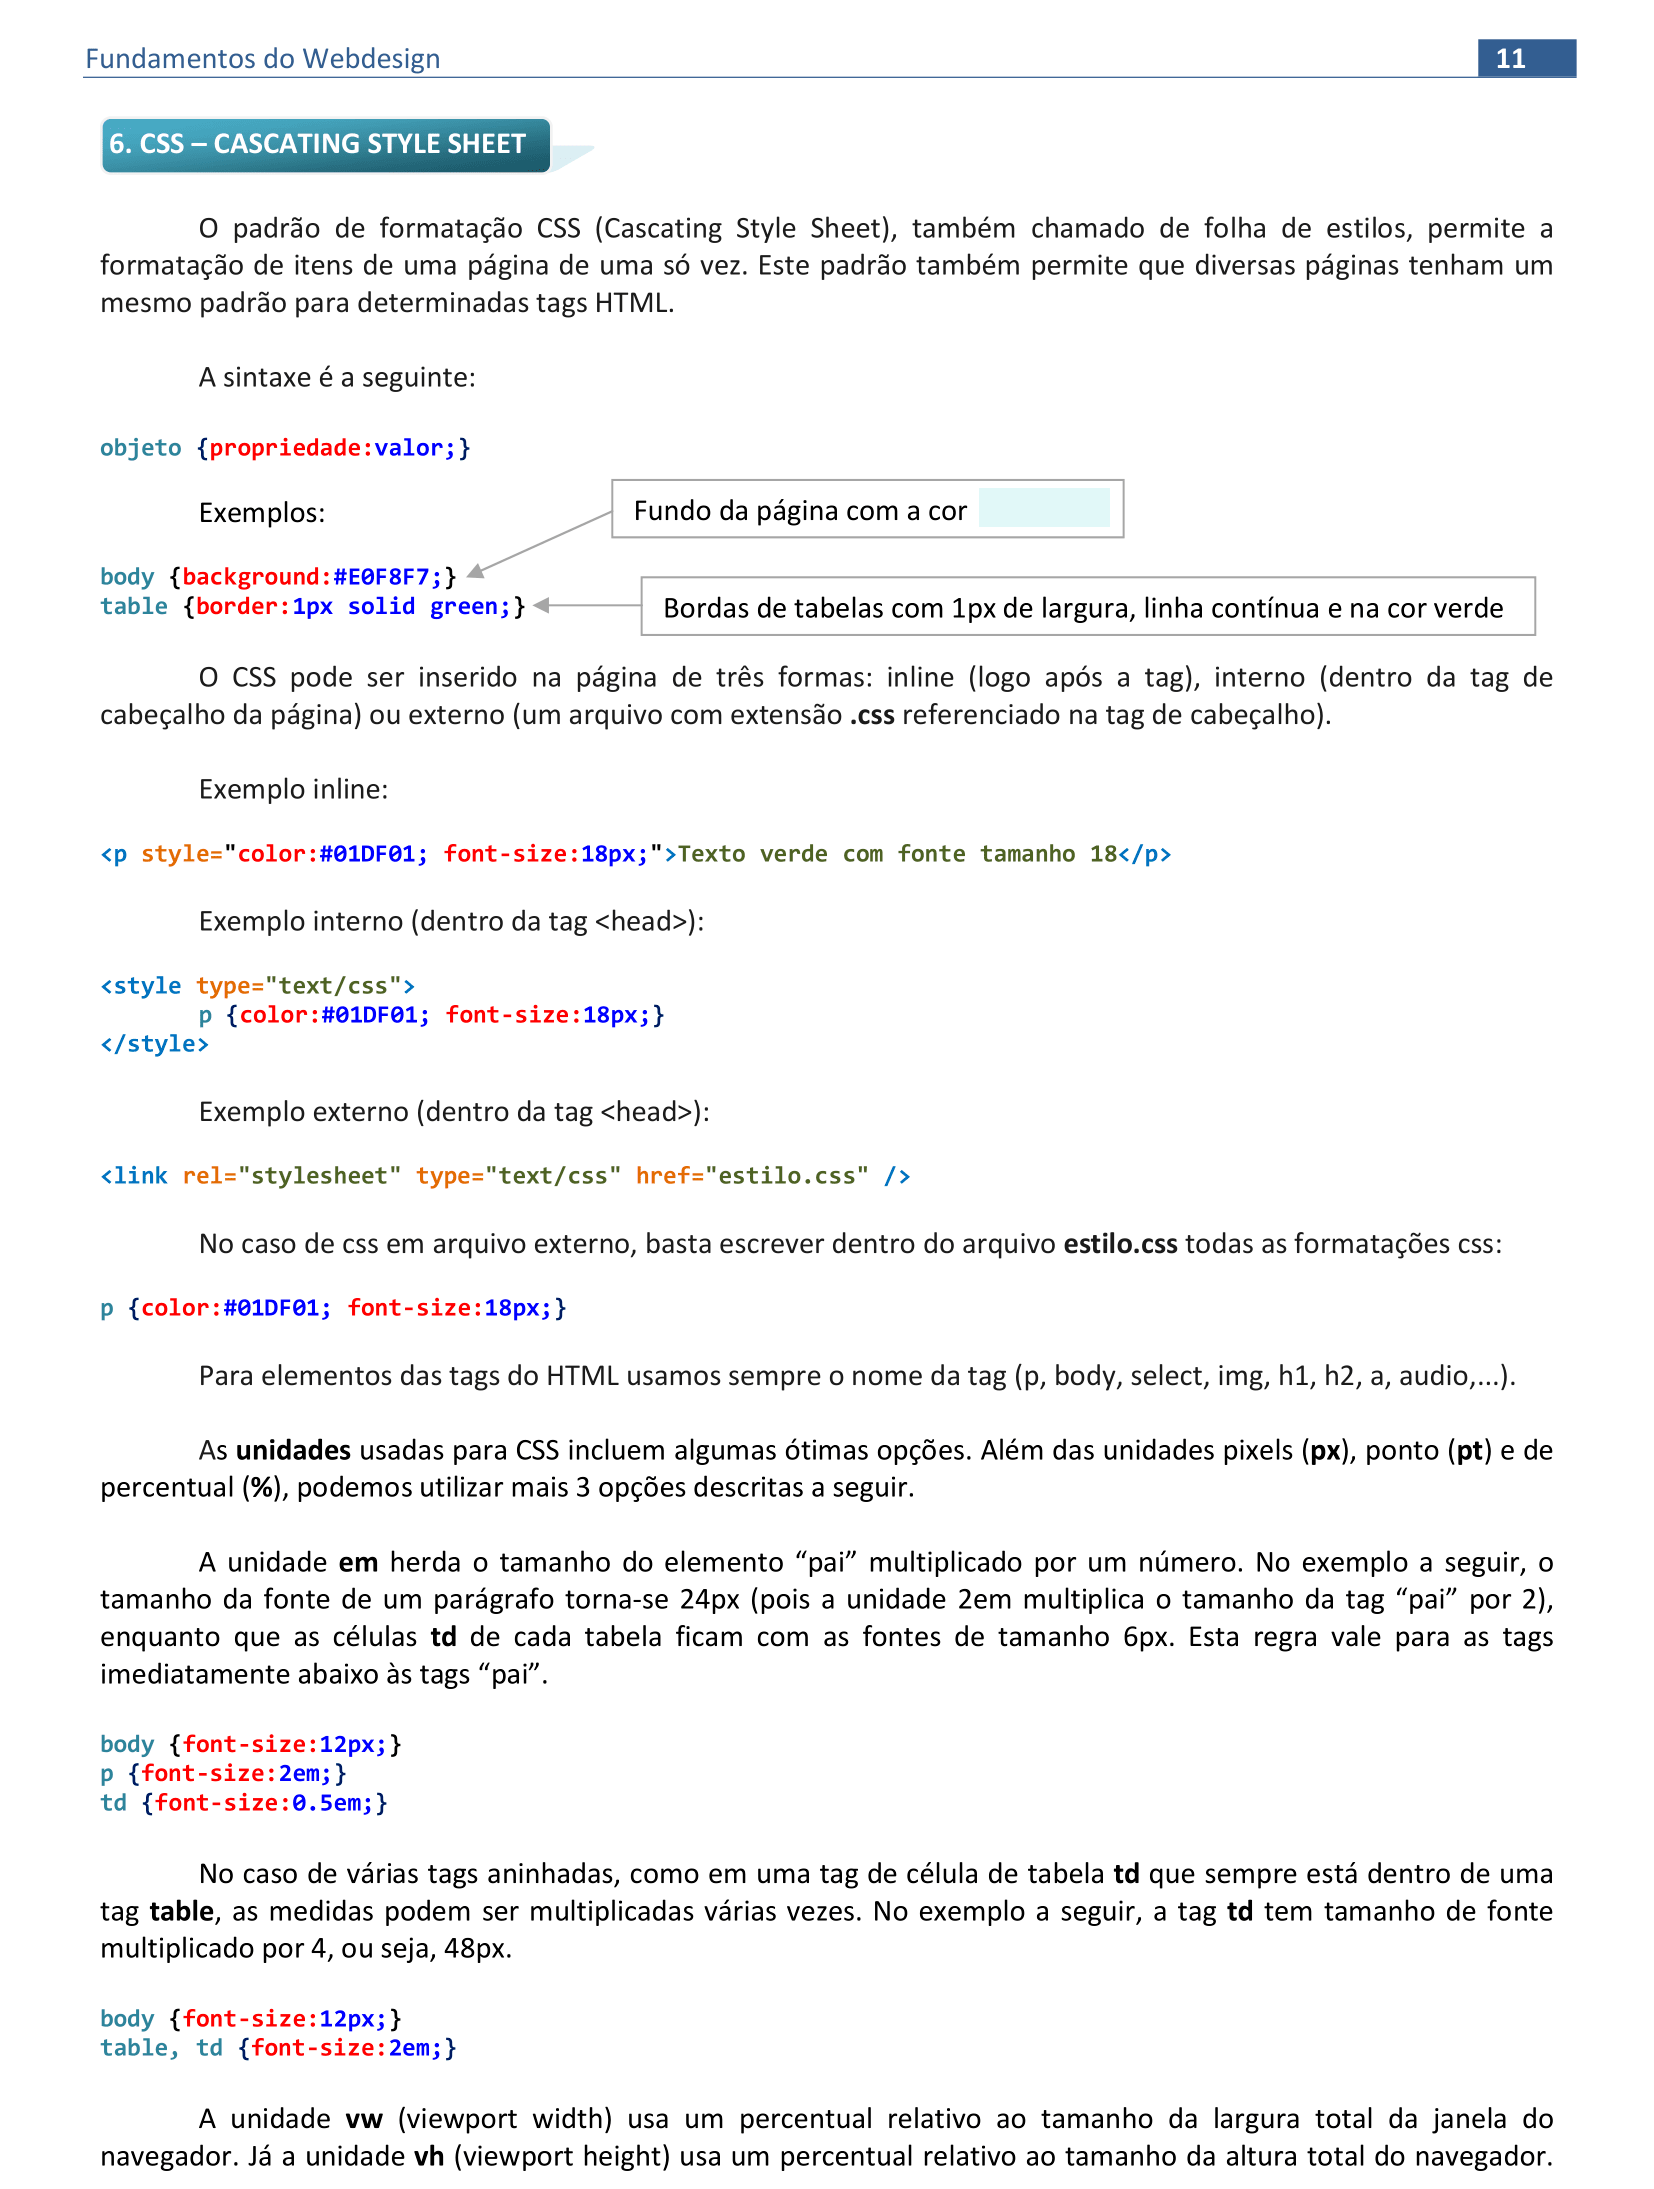 Fundamentos do Webdesign 11
6. CSS – CASCATING STYLE SHEET
O padrão de formatação CSS (Cascating Style Sheet), também chamado de folha de estilos, permite a
formatação de itens de uma página de uma só vez. Este padrão também permite que diversas páginas tenham um
mesmo padrão para determinadas tags HTML.
A sintaxe é a seguinte:
objeto {propriedade:valor;}
Exemplos:
Fundo da página com a cor
body {background:#E0F8F7;}
table {border:1px solid green;}
Bordas de tabelas com 1px de largura, linha contínua e na cor verde
O CSS pode ser inserido na página de três formas: inline (logo após a tag), interno (dentro da tag de
cabeçalho da página) ou externo (um arquivo com extensão .css referenciado na tag de cabeçalho).
Exemplo inline:
<p style="color:#01DF01; font-size:18px;">Texto verde com fonte tamanho 18</p>
Exemplo interno (dentro da tag <head>):
<style type="text/css">
p {color:#01DF01; font-size:18px;}
</style>
Exemplo externo (dentro da tag <head>):
<link rel="stylesheet" type="text/css" href="estilo.css" />
No caso de css em arquivo externo, basta escrever dentro do arquivo estilo.css todas as formatações css:
p {color:#01DF01; font-size:18px;}
Para elementos das tags do HTML usamos sempre o nome da tag (p, body, select, img, h1, h2, a, audio,...).
As unidades usadas para CSS incluem algumas ótimas opções. Além das unidades pixels (px), ponto (pt) e de
percentual (%), podemos utilizar mais 3 opções descritas a seguir.
A unidade em herda o tamanho do elemento “pai” multiplicado por um número. No exemplo a seguir, o
tamanho da fonte de um parágrafo torna-se 24px (pois a unidade 2em multiplica o tamanho da tag “pai” por 2),
enquanto que as células td de cada tabela ficam com as fontes de tamanho 6px. Esta regra vale para as tags
imediatamente abaixo às tags “pai”.
body {font-size:12px;}
p {font-size:2em;}
td {font-size:0.5em;}
No caso de várias tags aninhadas, como em uma tag de célula de tabela td que sempre está dentro de uma
tag table, as medidas podem ser multiplicadas várias vezes. No exemplo a seguir, a tag td tem tamanho de fonte
multiplicado por 4, ou seja, 48px.
body {font-size:12px;}
table, td {font-size:2em;}
A unidade vw (viewport width) usa um percentual relativo ao tamanho da largura total da janela do
navegador. Já a unidade vh (viewport height) usa um percentual relativo ao tamanho da altura total do navegador.